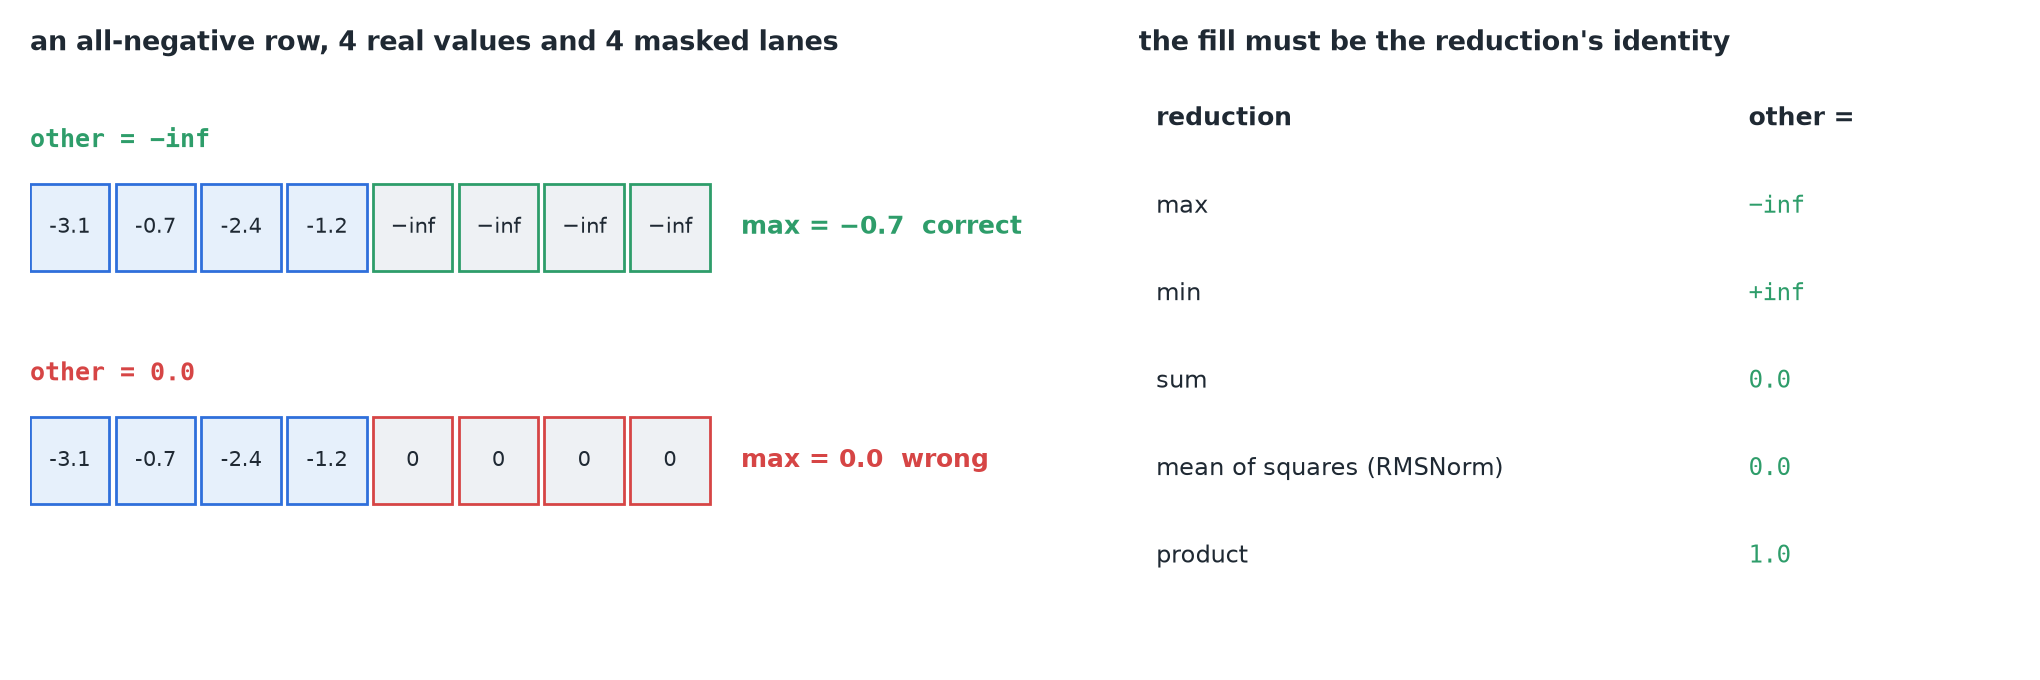 an all-negative row, 4 real values and 4 masked lanes
other = −inf
-3.1 -0.7 -2.4 -1.2 −inf −inf −inf −inf max = −0.7 correct
other = 0.0
-3.1 -0.7 -2.4 -1.2 0 0 0 0 max = 0.0 wrong
the fill must be the reduction's identity
reduction other =
max −inf
min +inf
sum 0.0
mean of squares (RMSNorm) 0.0
product 1.0